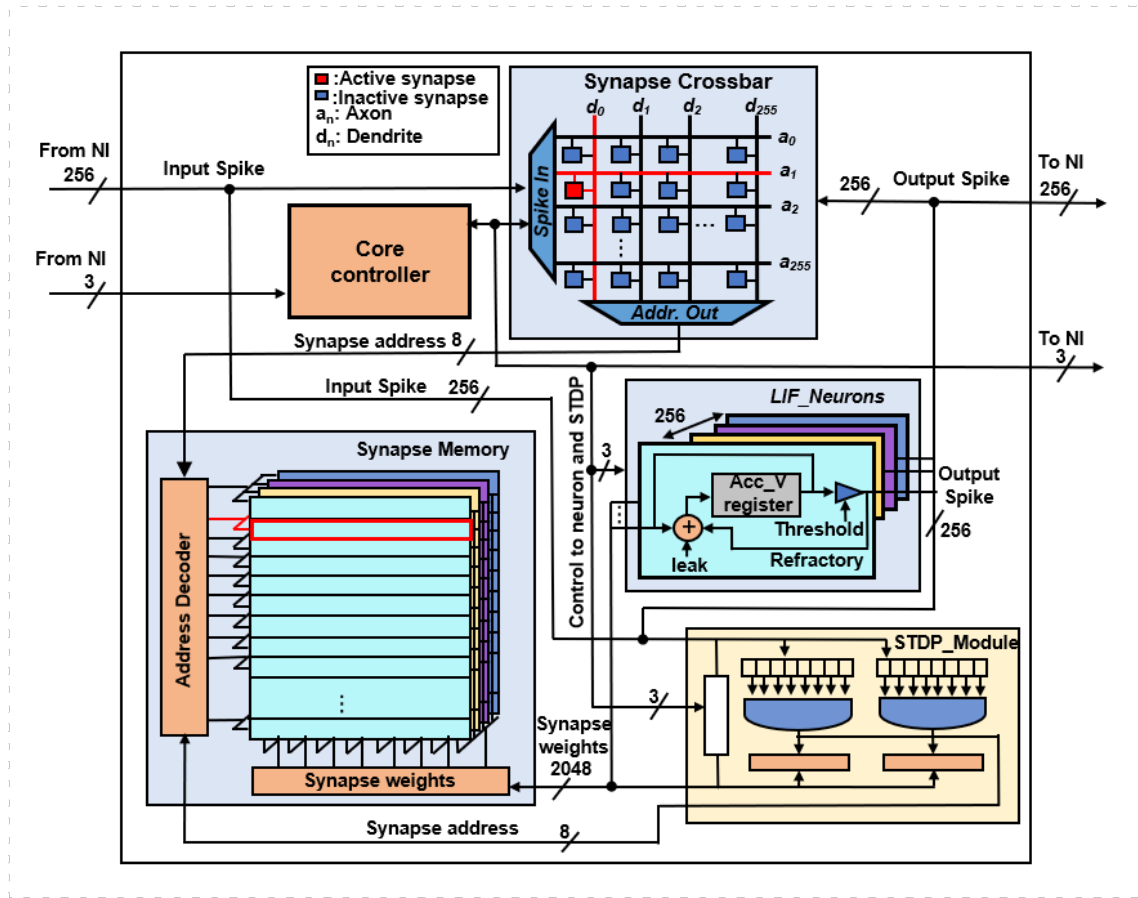 :Active synapse
:Inactive synapse
aₙ: Axon
dₙ: Dendrite
Synapse Crossbar
d₀ d₁ d₂ d₂₅₅
a₀
a₁
a₂
...
...
a₂₅₅
Spike In
Addr. Out
From NI
256
Input Spike
Core
controller
From NI
3
256
Output Spike
To NI
256
To NI
3
Synapse address 8
Input Spike 256
Control to neuron and STDP
3
LIF_Neurons
256
Acc_V
register
Threshold
leak
Refractory
...
Output
Spike
256
Synapse Memory
Address Decoder
...
Synapse weights
Synapse
weights
2048
STDP_Module
3
Synapse address 8